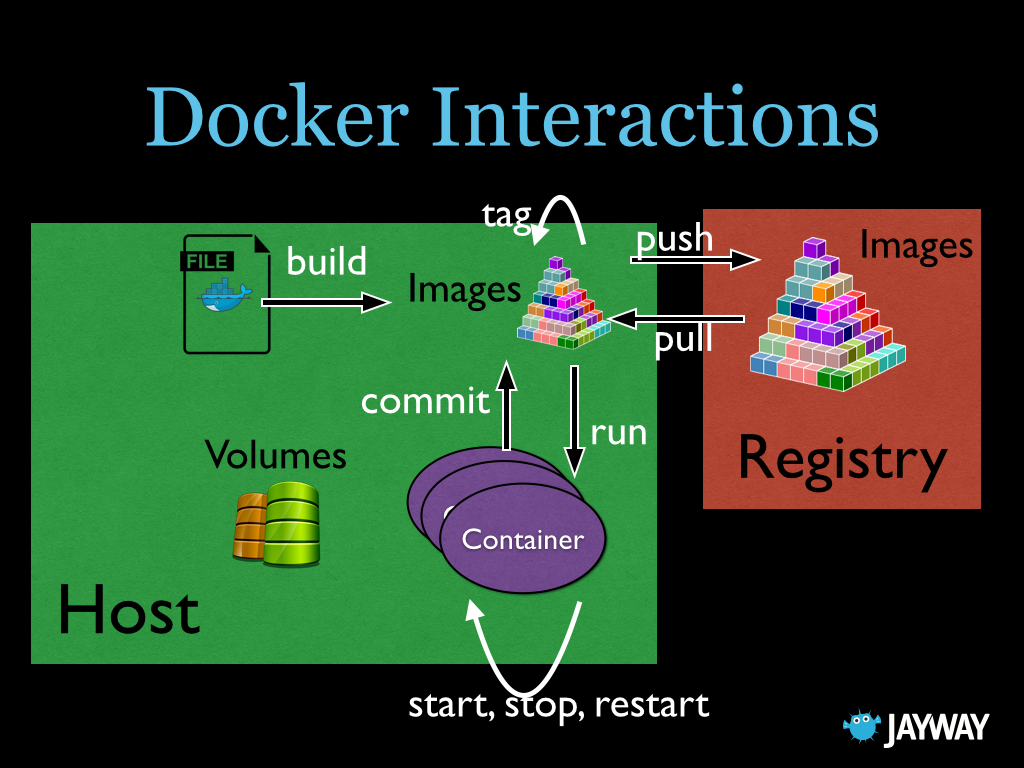 Docker Interactions
tag
push
Images
FILE
build
Images
pull
commit
run
Volumes
Registry
Container
Host
start, stop, restart
JAYWAY